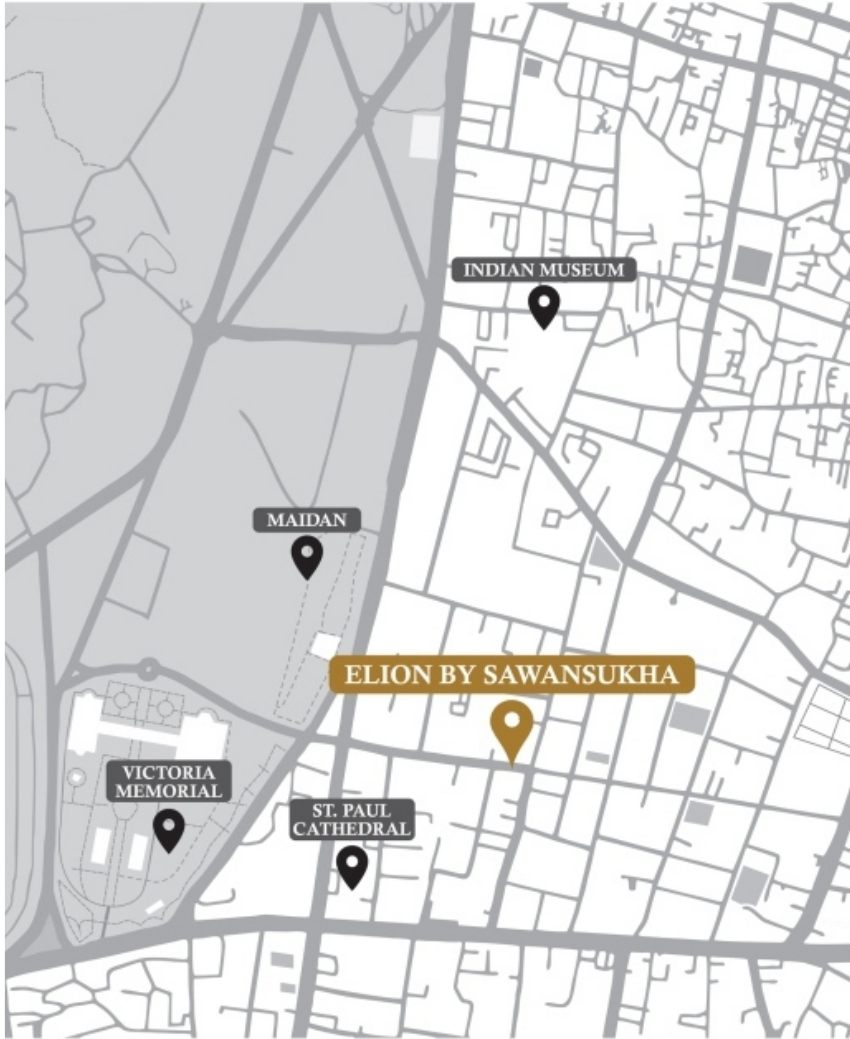 INDIAN MUSEUM
MAIDAN
ELION BY SAWANSUKHA
VICTORIA
MEMORIAL
ST. PAUL
CATHEDRAL